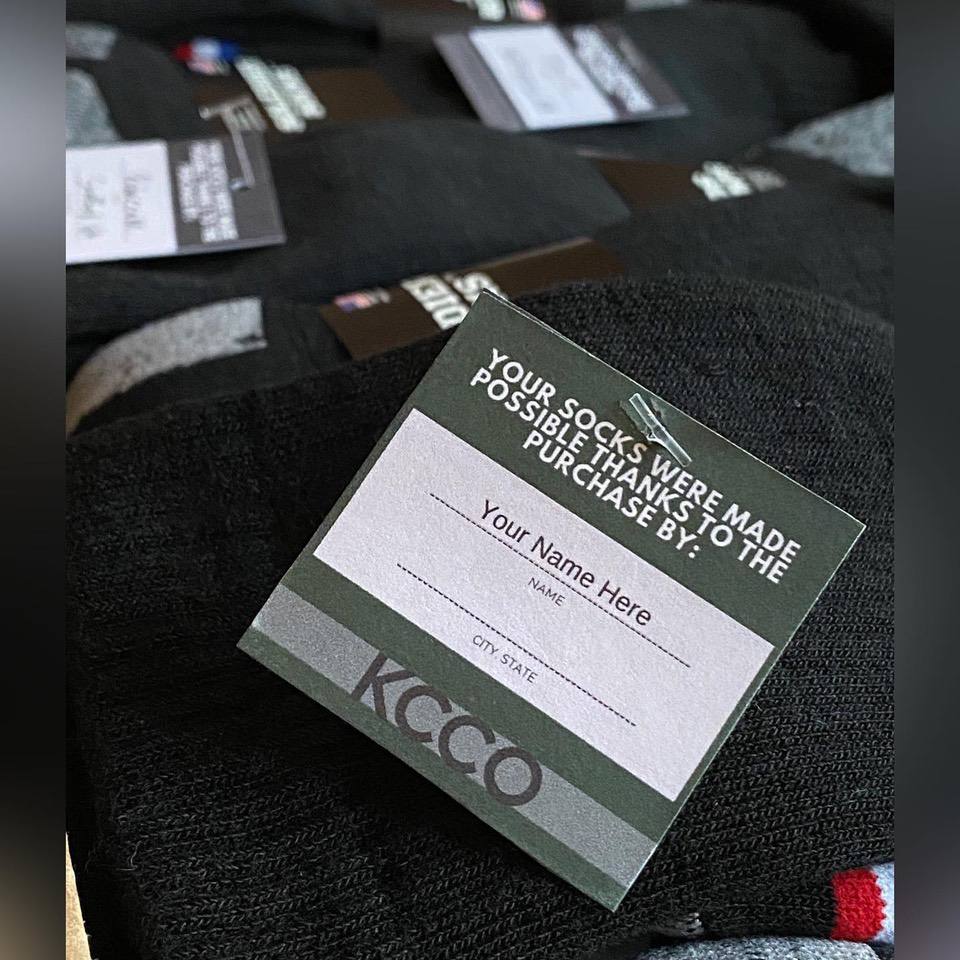 YOUR SOCKS WERE MADE
POSSIBLE THANKS TO THE
PURCHASE BY:
Your Name Here
NAME
CITY, STATE
KCCO